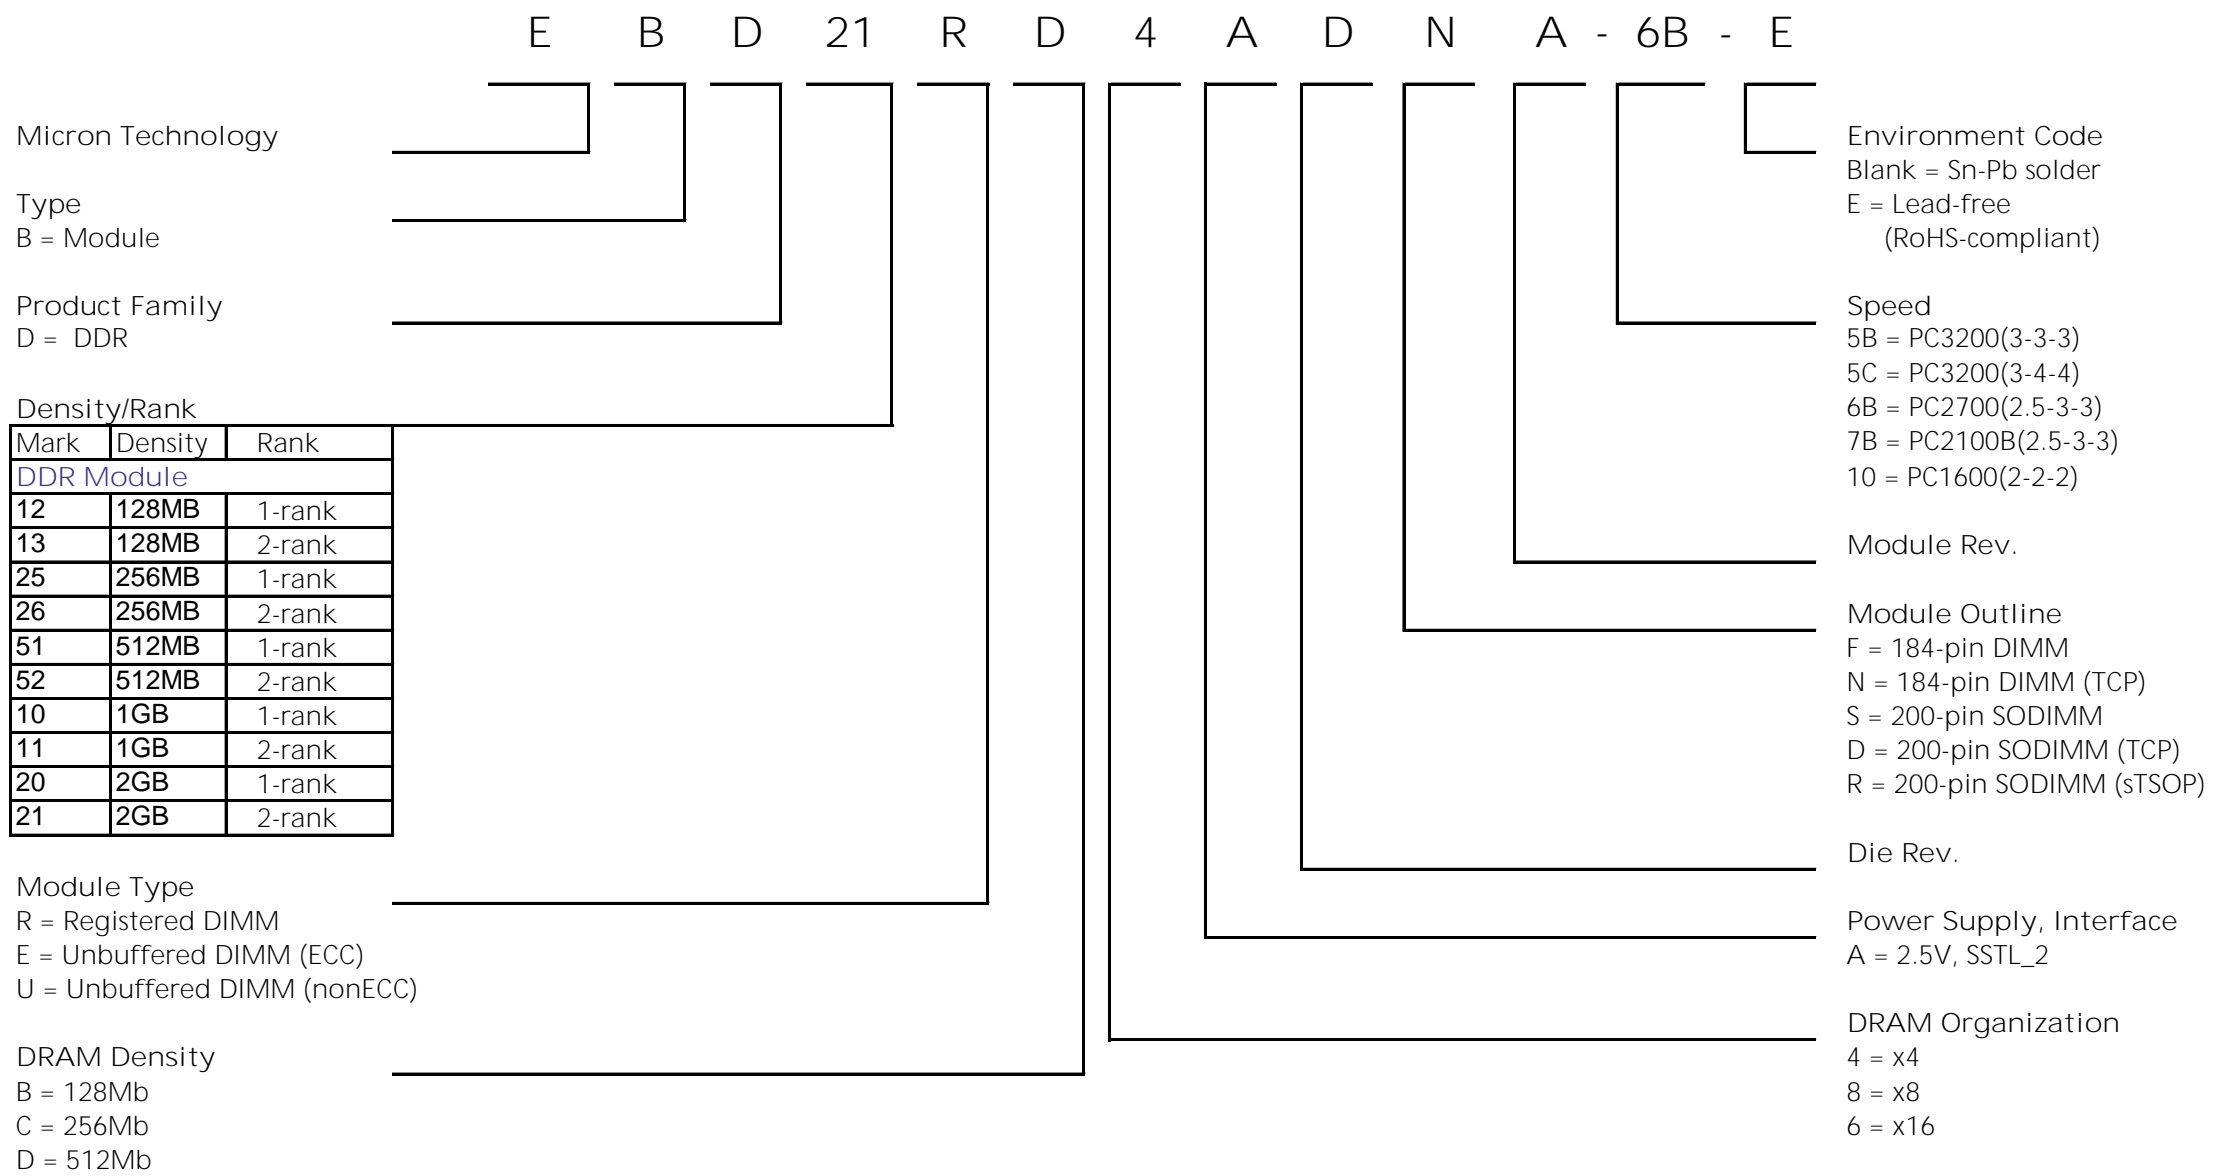 E B D 21 R D 4 A D N A - 6B - E
Micron Technology
Type
B = Module
Product Family
D = DDR
Density/Rank
Mark Density Rank
DDR Module
12 128MB 1-rank
13 128MB 2-rank
25 256MB 1-rank
26 256MB 2-rank
51 512MB 1-rank
52 512MB 2-rank
10 1GB 1-rank
11 1GB 2-rank
20 2GB 1-rank
21 2GB 2-rank
Module Type
R = Registered DIMM
E = Unbuffered DIMM (ECC)
U = Unbuffered DIMM (nonECC)
DRAM Density
B = 128Mb
C = 256Mb
D = 512Mb
Environment Code
Blank = Sn-Pb solder
E = Lead-free
(RoHS-compliant)
Speed
5B = PC3200(3-3-3)
5C = PC3200(3-4-4)
6B = PC2700(2.5-3-3)
7B = PC2100B(2.5-3-3)
10 = PC1600(2-2-2)
Module Rev.
Module Outline
F = 184-pin DIMM
N = 184-pin DIMM (TCP)
S = 200-pin SODIMM
D = 200-pin SODIMM (TCP)
R = 200-pin SODIMM (sTSOP)
Die Rev.
Power Supply, Interface
A = 2.5V, SSTL_2
DRAM Organization
4 = x4
8 = x8
6 = x16